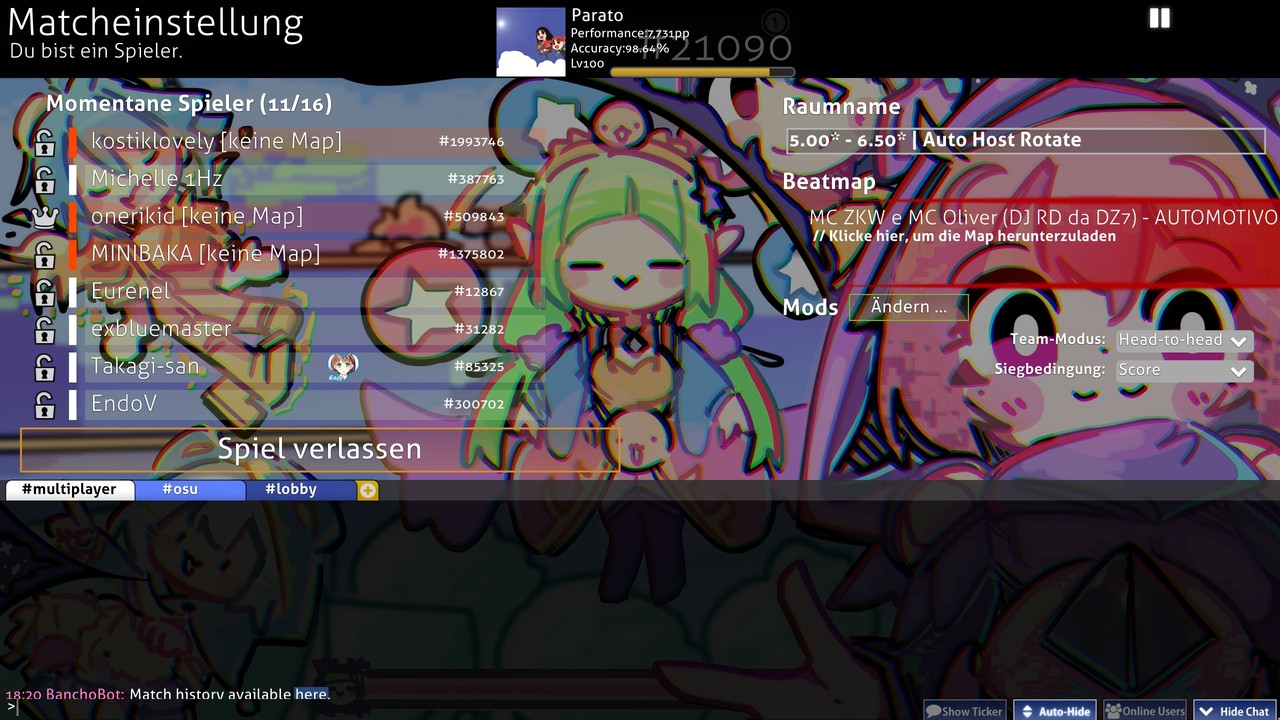 Matcheinstellung
Du bist ein Spieler.
Parato
Performance:7,731pp
Accuracy:98.64%
Lv100
#21090
1
Momentane Spieler (11/16)
kostiklovely [keine Map] #1993746
Michelle 1Hz #387763
onerikid [keine Map] #509843
MINIBAKA [keine Map] #1375802
Eurenel #12867
exbluemaster #31282
Takagi-san #85325
EndoV #300702
Spiel verlassen
Raumname
5.00* - 6.50* | Auto Host Rotate
Beatmap
MC ZKW e MC Oliver (DJ RD da DZ7) - AUTOMOTIVO
// Klicke hier, um die Map herunterzuladen
Mods Ändern ...
Team-Modus: Head-to-head
Siegbedingung: Score
#multiplayer #osu #lobby
18:20 BanchoBot: Match history available here.
>
Show Ticker Auto-Hide Online Users Hide Chat